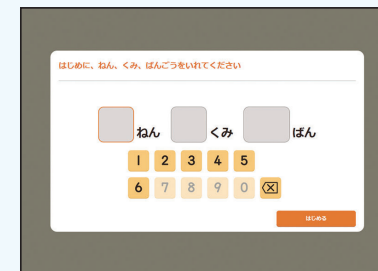 はじめに、ねん、くみ、ばんごうをいれてください
ねん くみ ばん
1 2 3 4 5
6 7 8 9 0
はじめる